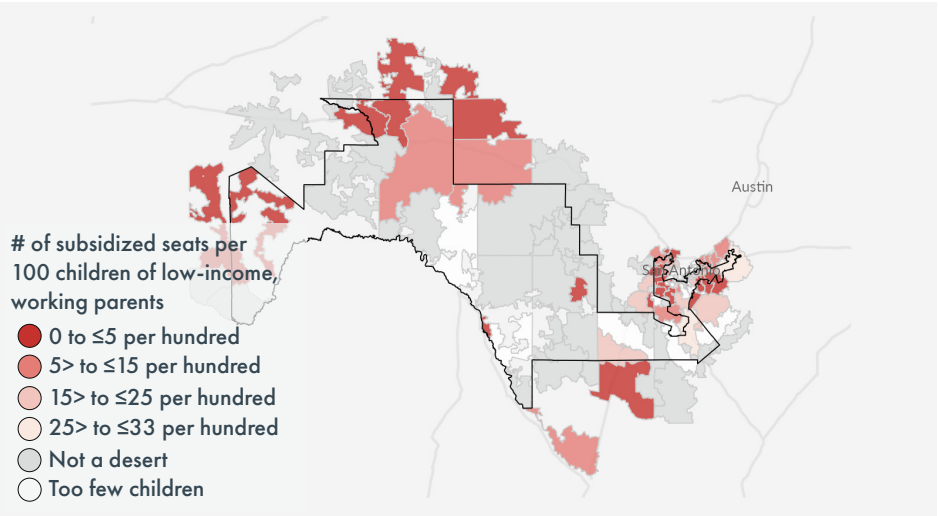 Austin
San Antonio
# of subsidized seats per
100 children of low-income,
working parents
0 to ≤5 per hundred
5> to ≤15 per hundred
15> to ≤25 per hundred
25> to ≤33 per hundred
Not a desert
Too few children